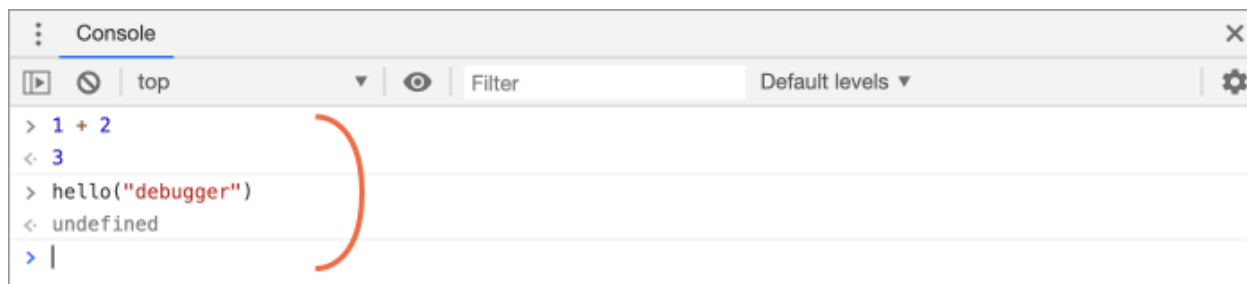 Console
top Filter Default levels
> 1 + 2
3
> hello("debugger")
undefined
>